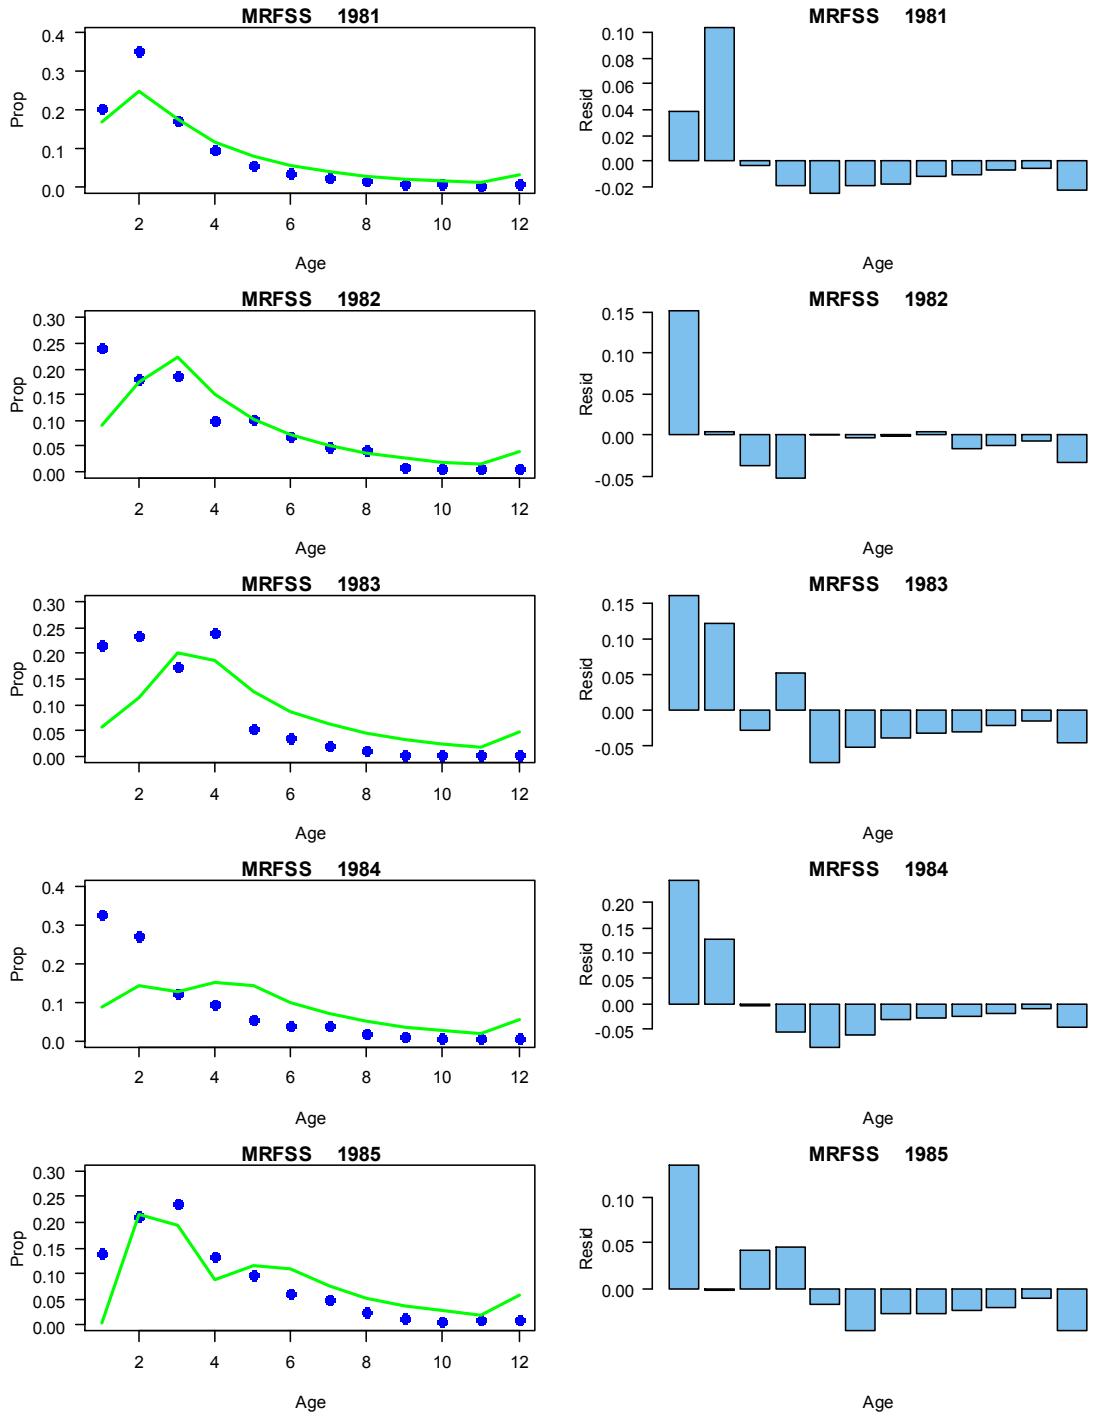 MRFSS 1981
Prop
0.4
0.3
0.2
0.1
0.0
2 4 6 8 10 12
Age
MRFSS 1981
Resid
0.10
0.08
0.06
0.04
0.02
0.00
-0.02
Age
MRFSS 1982
Prop
0.30
0.25
0.20
0.15
0.10
0.05
0.00
2 4 6 8 10 12
Age
MRFSS 1982
Resid
0.15
0.10
0.05
0.00
-0.05
Age
MRFSS 1983
Prop
0.30
0.25
0.20
0.15
0.10
0.05
0.00
2 4 6 8 10 12
Age
MRFSS 1983
Resid
0.15
0.10
0.05
0.00
-0.05
Age
MRFSS 1984
Prop
0.4
0.3
0.2
0.1
0.0
2 4 6 8 10 12
Age
MRFSS 1984
Resid
0.20
0.15
0.10
0.05
0.00
-0.05
Age
MRFSS 1985
Prop
0.30
0.25
0.20
0.15
0.10
0.05
0.00
2 4 6 8 10 12
Age
MRFSS 1985
Resid
0.10
0.05
0.00
Age